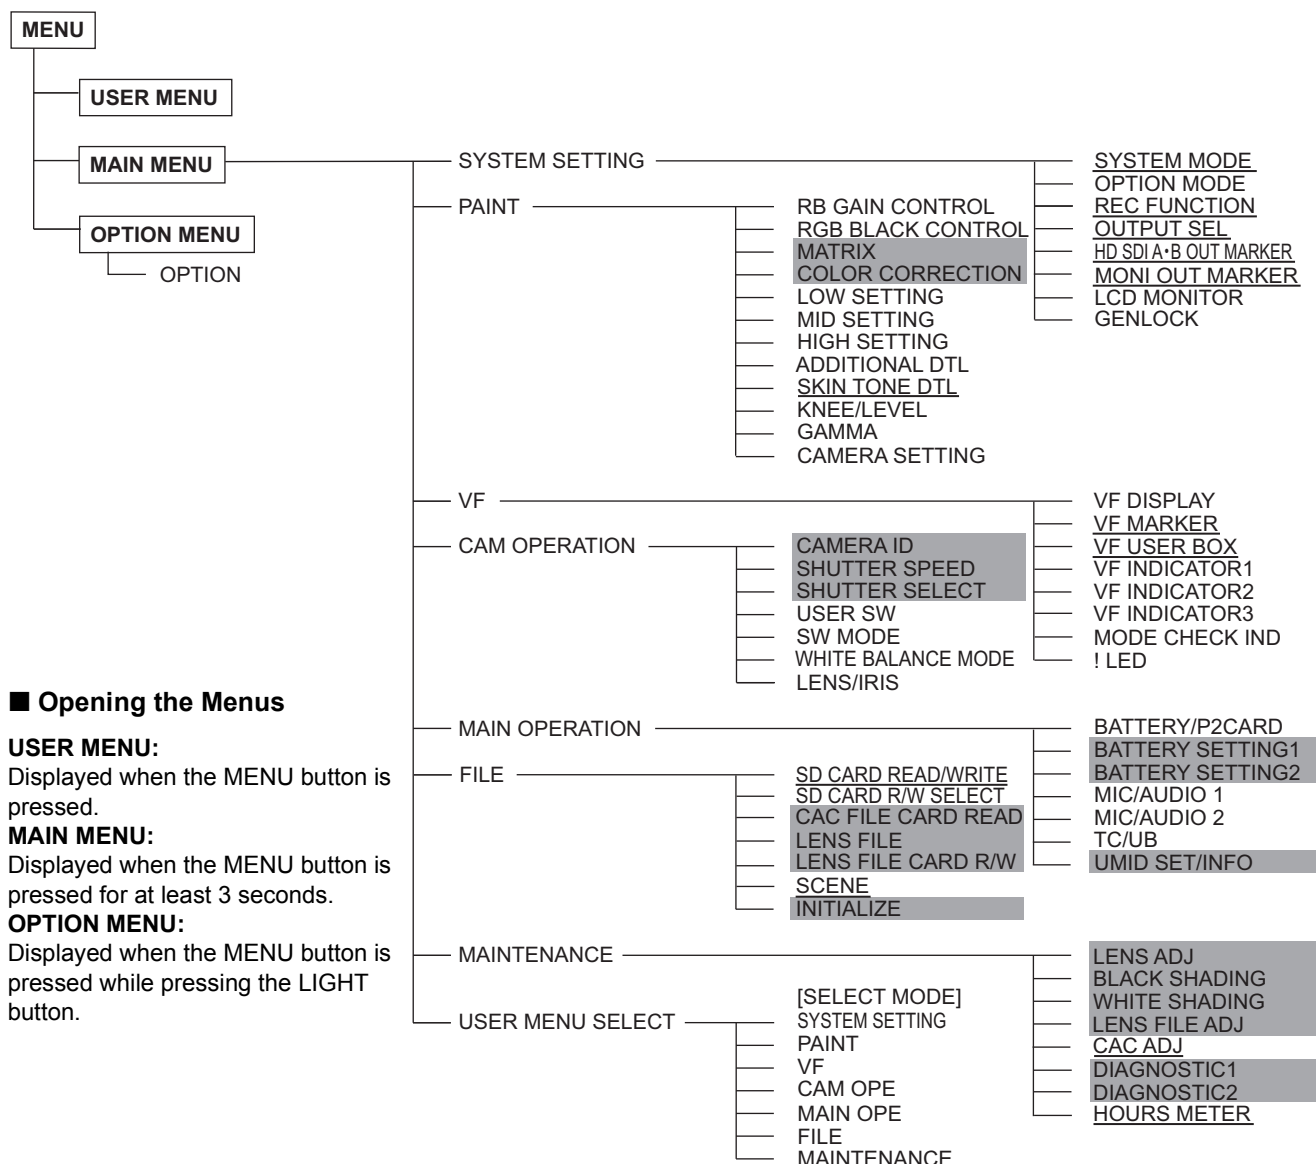 MENU
USER MENU
MAIN MENU
OPTION MENU
OPTION
SYSTEM SETTING
SYSTEM MODE
OPTION MODE
REC FUNCTION
OUTPUT SEL
HD SDI A•B OUT MARKER
MONI OUT MARKER
LCD MONITOR
GENLOCK
PAINT
RB GAIN CONTROL
RGB BLACK CONTROL
MATRIX
COLOR CORRECTION
LOW SETTING
MID SETTING
HIGH SETTING
ADDITIONAL DTL
SKIN TONE DTL
KNEE/LEVEL
GAMMA
CAMERA SETTING
VF
VF DISPLAY
VF MARKER
VF USER BOX
VF INDICATOR1
VF INDICATOR2
VF INDICATOR3
MODE CHECK IND
! LED
CAM OPERATION
CAMERA ID
SHUTTER SPEED
SHUTTER SELECT
USER SW
SW MODE
WHITE BALANCE MODE
LENS/IRIS
MAIN OPERATION
BATTERY/P2CARD
BATTERY SETTING1
BATTERY SETTING2
MIC/AUDIO 1
MIC/AUDIO 2
TC/UB
UMID SET/INFO
FILE
SD CARD READ/WRITE
SD CARD R/W SELECT
CAC FILE CARD READ
LENS FILE
LENS FILE CARD R/W
SCENE
INITIALIZE
MAINTENANCE
LENS ADJ
BLACK SHADING
WHITE SHADING
LENS FILE ADJ
CAC ADJ
DIAGNOSTIC1
DIAGNOSTIC2
HOURS METER
USER MENU SELECT
[SELECT MODE]
SYSTEM SETTING
PAINT
VF
CAM OPE
MAIN OPE
FILE
MAINTENANCE
■ Opening the Menus
USER MENU:
Displayed when the MENU button is
pressed.
MAIN MENU:
Displayed when the MENU button is
pressed for at least 3 seconds.
OPTION MENU:
Displayed when the MENU button is
pressed while pressing the LIGHT
button.